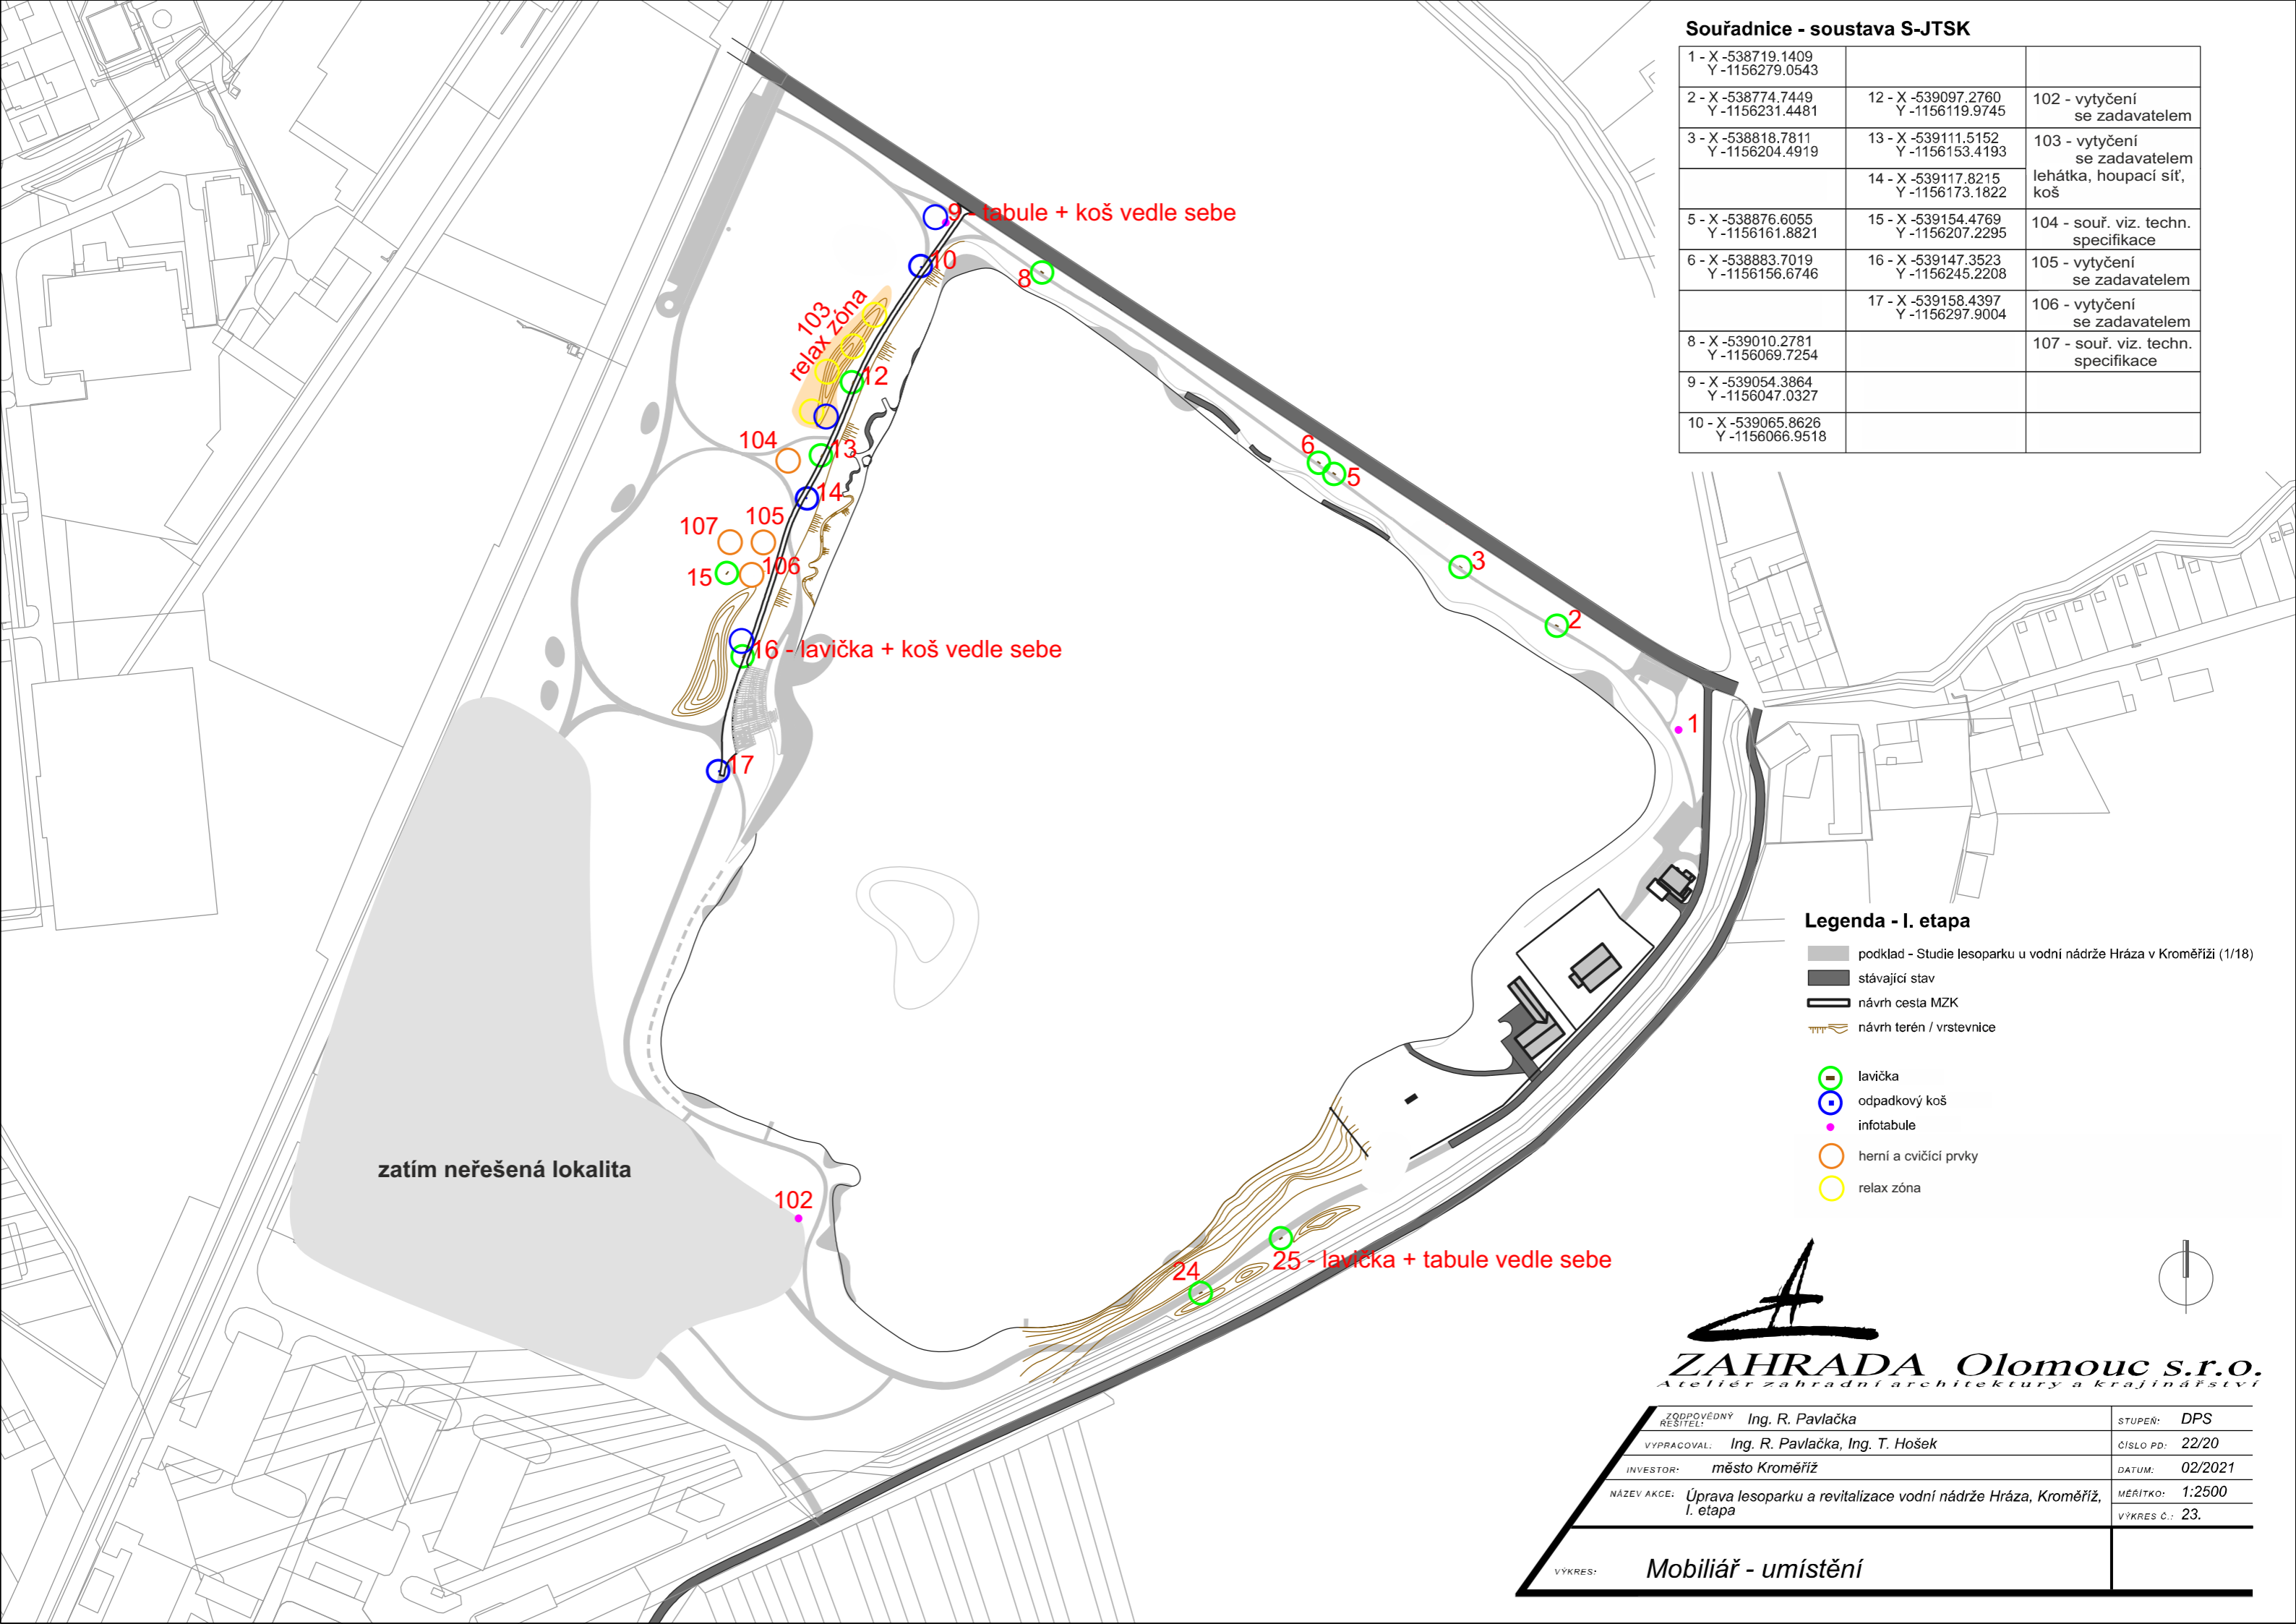 Souřadnice - soustava S-JTSK
1 - X -538719.1409
Y -1156279.0543
2 - X -538774.7449
Y -1156231.4481
12 - X -539097.2760
Y -1156119.9745
102 - vytyčení
se zadavatelem
3 - X -538818.7811
Y -1156204.4919
13 - X -539111.5152
Y -1156153.4193
103 - vytyčení
se zadavatelem
lehátka, houpací síť,
koš
14 - X -539117.8215
Y -1156173.1822
5 - X -538876.6055
Y -1156161.8821
15 - X -539154.4769
Y -1156207.2295
104 - souř. viz. techn.
specifikace
6 - X -538883.7019
Y -1156156.6746
16 - X -539147.3523
Y -1156245.2208
105 - vytyčení
se zadavatelem
17 - X -539158.4397
Y -1156297.9004
106 - vytyčení
se zadavatelem
8 - X -539010.2781
Y -1156069.7254
107 - souř. viz. techn.
specifikace
9 - X -539054.3864
Y -1156047.0327
10 - X -539065.8626
Y -1156066.9518
9 - tabule + koš vedle sebe
10
8
103
relax zóna
12
104
13
6
5
14
107
105
15
106
3
2
16 - lavička + koš vedle sebe
1
17
zatím neřešená lokalita
102
24
25 - lavička + tabule vedle sebe
Legenda - I. etapa
podklad - Studie lesoparku u vodní nádrže Hráza v Kroměříži (1/18)
stávající stav
návrh cesta MZK
návrh terén / vrstevnice
lavička
odpadkový koš
infotabule
herní a cvičící prvky
relax zóna
ZAHRADA Olomouc s.r.o.
Ateliér zahradní architektury a krajinářství
ZODPOVĚDNÝ
ŘEŠITEL: Ing. R. Pavlačka
STUPEŇ: DPS
VYPRACOVAL: Ing. R. Pavlačka, Ing. T. Hošek
ČÍSLO PD: 22/20
INVESTOR: město Kroměříž
DATUM: 02/2021
NÁZEV AKCE: Úprava lesoparku a revitalizace vodní nádrže Hráza, Kroměříž,
I. etapa
MĚŘÍTKO: 1:2500
VÝKRES Č.: 23.
VÝKRES: Mobiliář - umístění